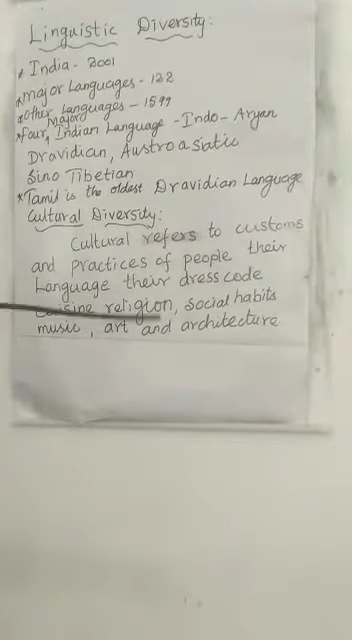 Linguistic Diversity:
* India - 2001
* Major Languages - 122
* Other Languages - 1599
* Four Major Indian Language - Indo - Aryan
Dravidian, Austroasiatic
Sino Tibetian
* Tamil is the oldest Dravidian Language
Cultural Diversity:
Cultural refers to customs
and practices of people their
Language their dress code
cuisine religion, social habits
music, art and architecture